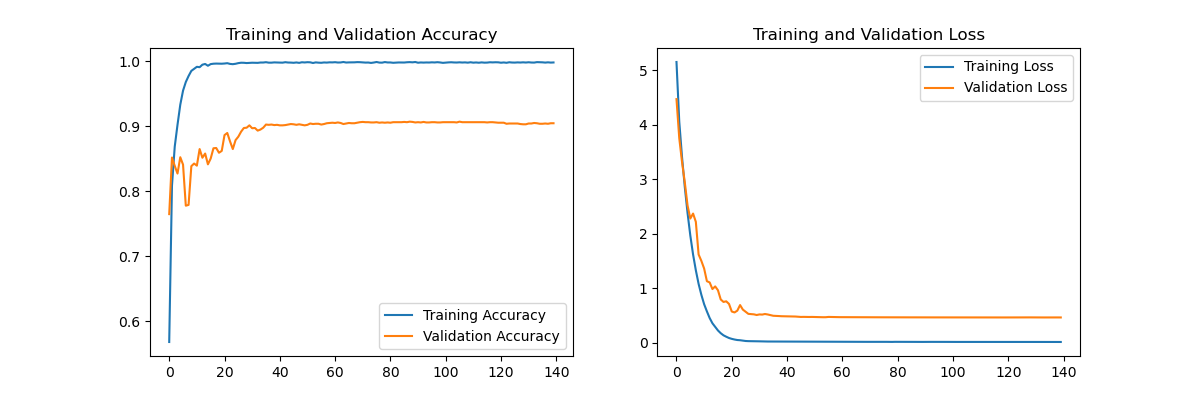 Training and Validation Accuracy
1.0
0.9
0.8
0.7
0.6
Training Accuracy
Validation Accuracy
0 20 40 60 80 100 120 140
Training and Validation Loss
5
4
3
2
1
0
Training Loss
Validation Loss
0 20 40 60 80 100 120 140